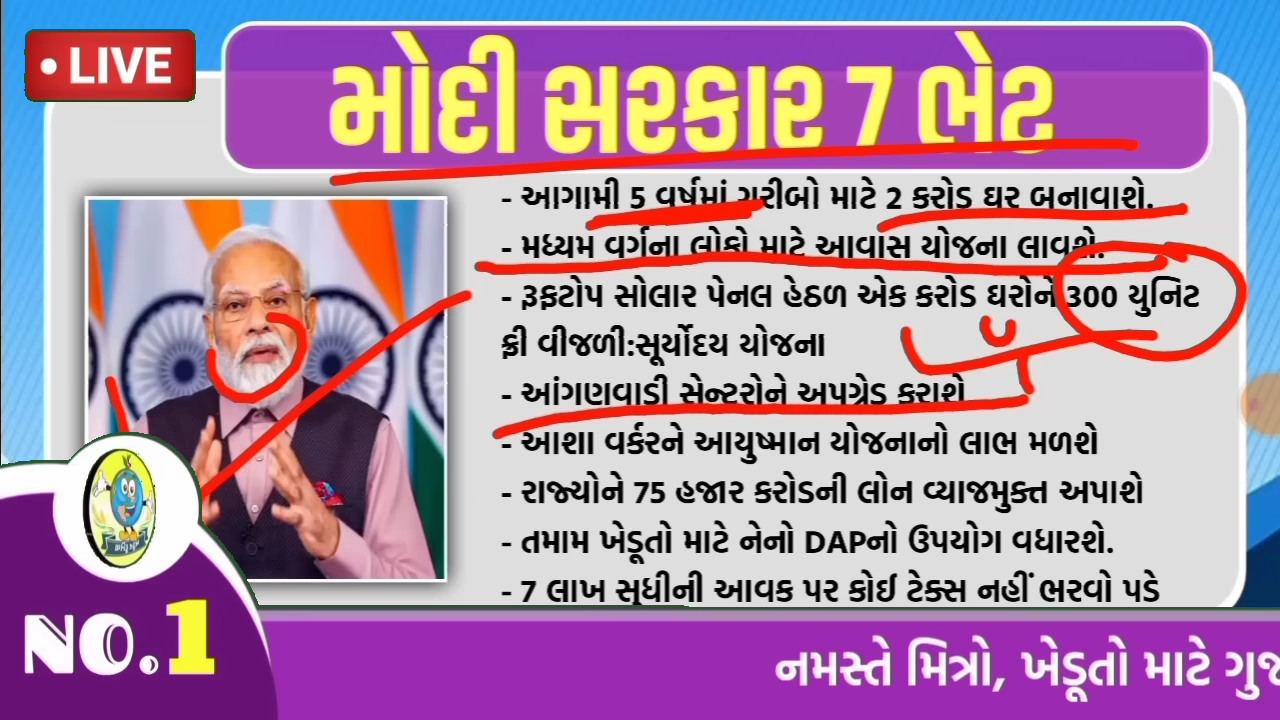 • LIVE
મોદી સરકાર 7 ભેટ
- આગામી 5 વર્ષમાં ગરીબો માટે 2 કરોડ ઘર બનાવાશે.
- મધ્યમ વર્ગના લોકો માટે આવાસ યોજના લાવશે.
- રૂફટોપ સોલાર પેનલ હેઠળ એક કરોડ ઘરોને 300 યુનિટ
ફ્રી વીજળી:સૂર્યોદય યોજના
- આંગણવાડી સેન્ટરોને અપગ્રેડ કરાશે
- આશા વર્કરને આયુષ્માન યોજનાનો લાભ મળશે
- રાજ્યોને 75 હજાર કરોડની લોન વ્યાજમુક્ત અપાશે
- તમામ ખેડૂતો માટે નેનો DAPનો ઉપયોગ વધારશે.
- 7 લાખ સુધીની આવક પર કોઈ ટેક્સ નહીં ભરવો પડે
NO.1
નમસ્તે મિત્રો, ખેડૂતો માટે